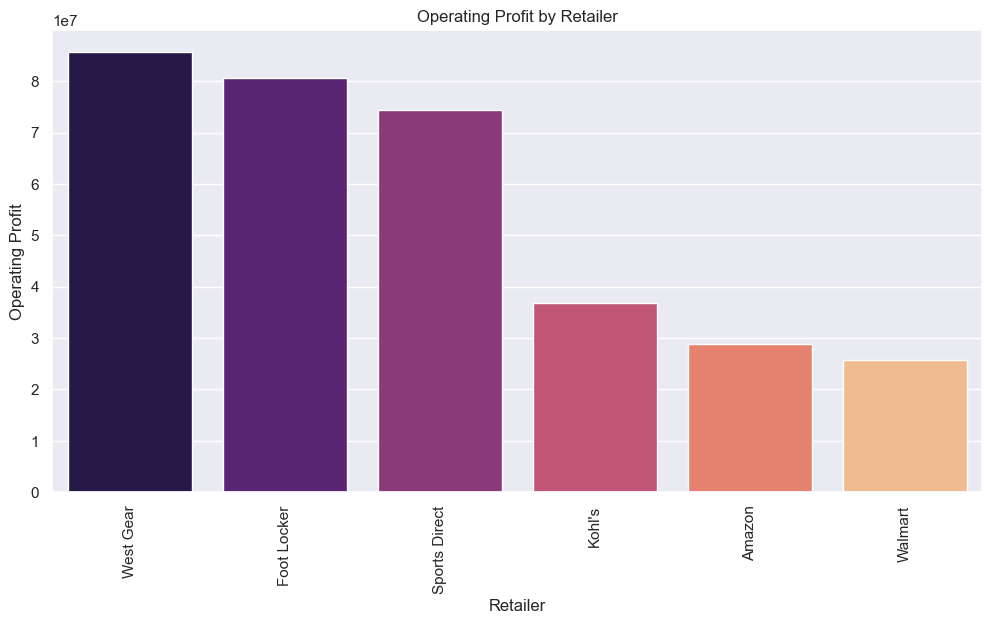 Operating Profit by Retailer
1e7
8
7
6
5
4
3
2
1
0
Operating Profit
West Gear
Foot Locker
Sports Direct
Kohl's
Amazon
Walmart
Retailer